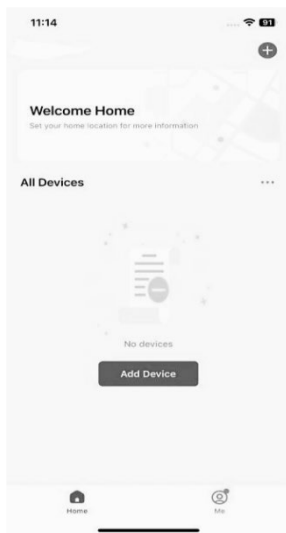 11:14
91
Welcome Home
Set your home location for more information
All Devices
No devices
Add Device
Home
Me